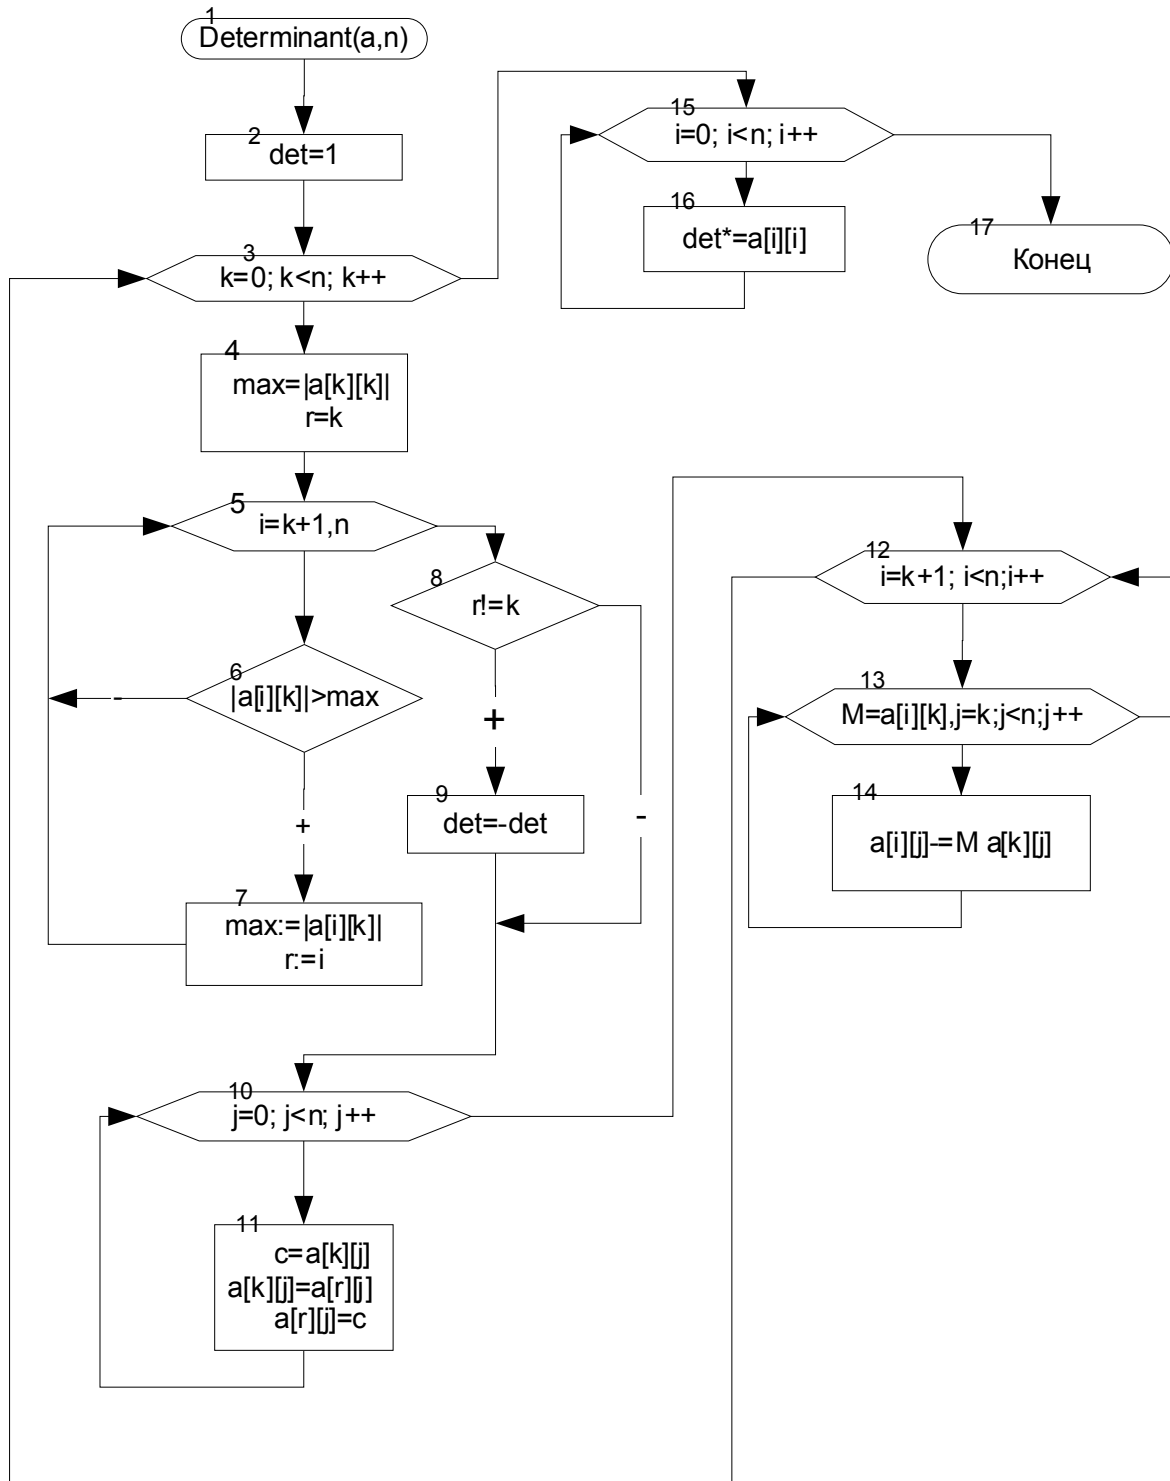 1
Determinant(a,n)
2
det=1
3
k=0; k<n; k++
4
max=|a[k][k]|
r=k
5
i=k+1,n
6
|a[i][k]|>max
-
+
7
max:=|a[i][k]|
r:=i
8
r!=k
+
-
9
det=-det
10
j=0; j<n; j++
11
c=a[k][j]
a[k][j]=a[r][j]
a[r][j]=c
12
i=k+1; i<n;i++
13
M=a[i][k],j=k;j<n;j++
14
a[i][j]-=M a[k][j]
15
i=0; i<n; i++
16
det*=a[i][i]
17
Конец